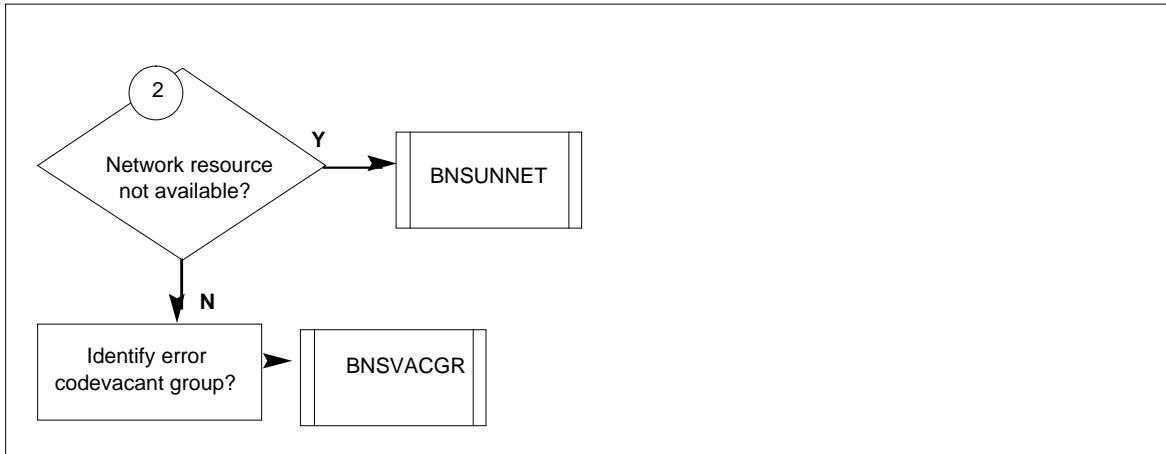 2
Y
Network resource
not available?
BNSUNNET
N
Identify error
codevacant group?
BNSVACGR